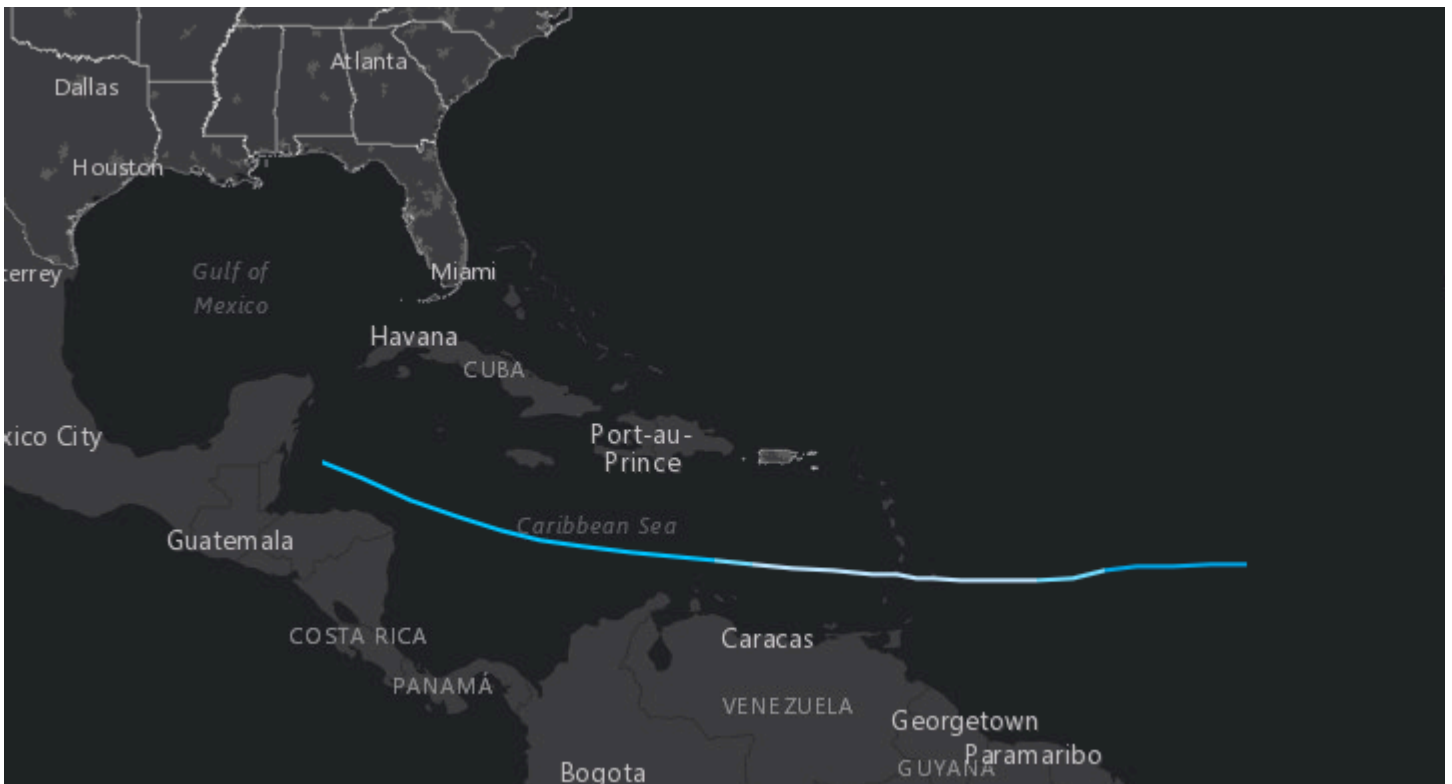 Atlanta
Dallas
Houston
Gulf of
Mexico
terrey
Miami
Havana
CUBA
xico City
Port-au-
Prince
Caribbean Sea
Guatemala
COSTA RICA
Caracas
PANAMÁ
VENEZUELA
Georgetown
Paramaribo
GUYANA
Bogota